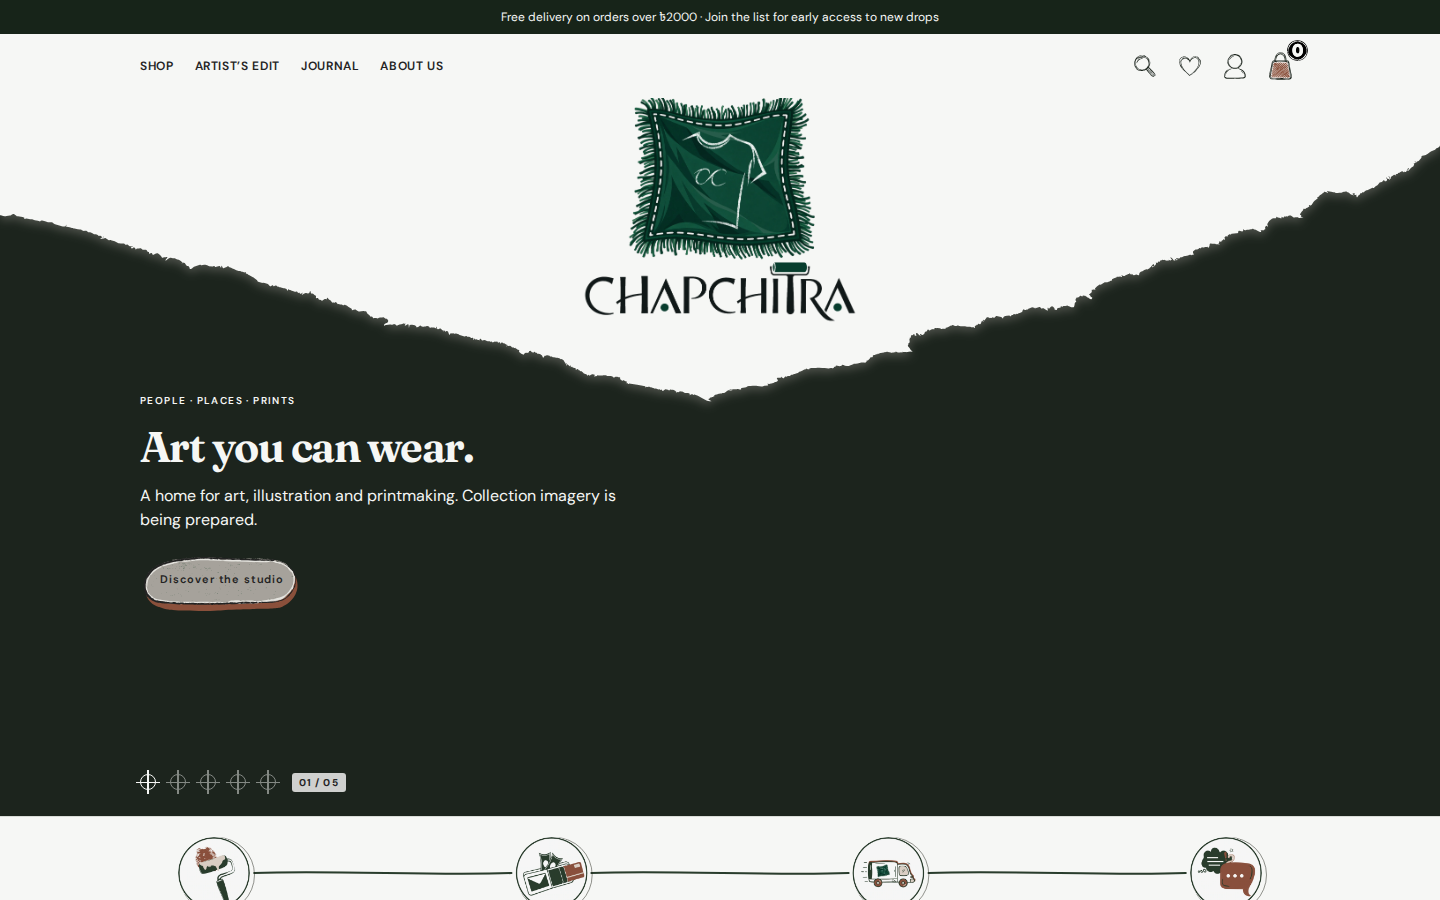 Free delivery on orders over ৳2000 · Join the list for early access to new drops
SHOP ARTIST'S EDIT JOURNAL ABOUT US
0
OC
CHAPCHITRA
PEOPLE · PLACES · PRINTS
Art you can wear.
A home for art, illustration and printmaking. Collection imagery is
being prepared.
Discover the studio
01 / 05